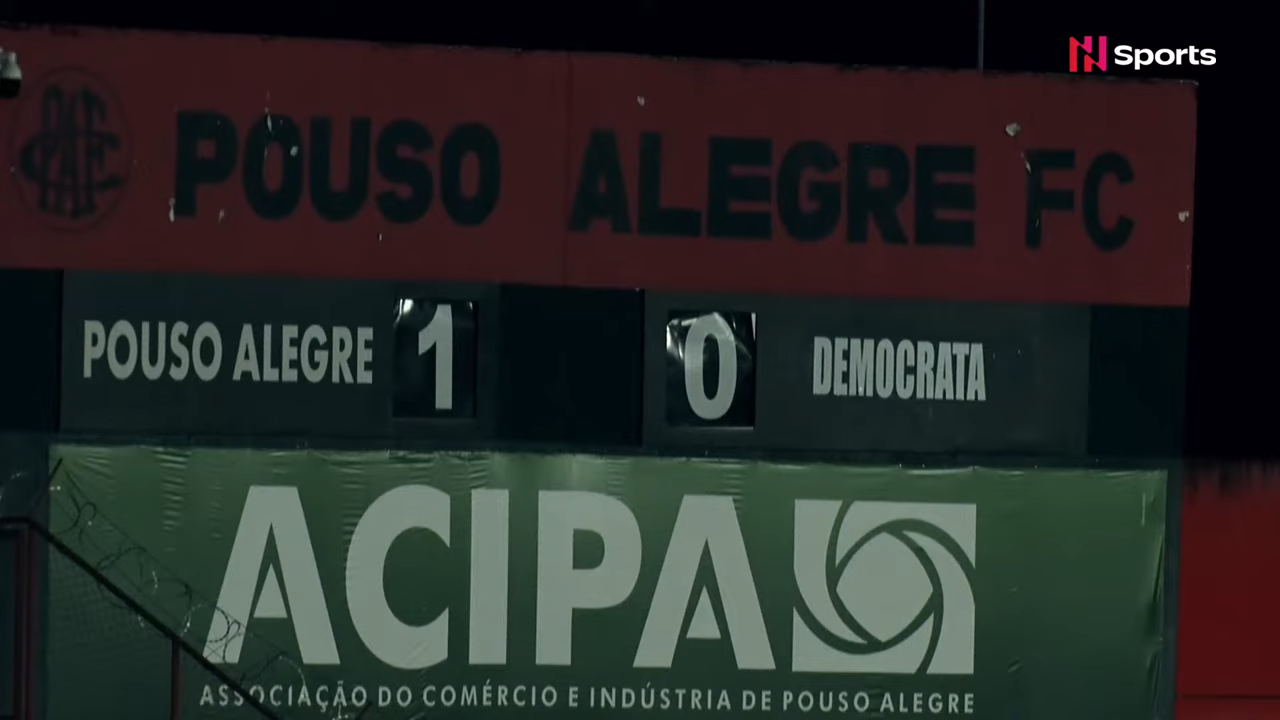 N Sports
POUSO ALEGRE FC
POUSO ALEGRE 1 0 DEMOCRATA
ACIPA
ASSOCIAÇÃO DO COMÉRCIO E INDÚSTRIA DE POUSO ALEGRE